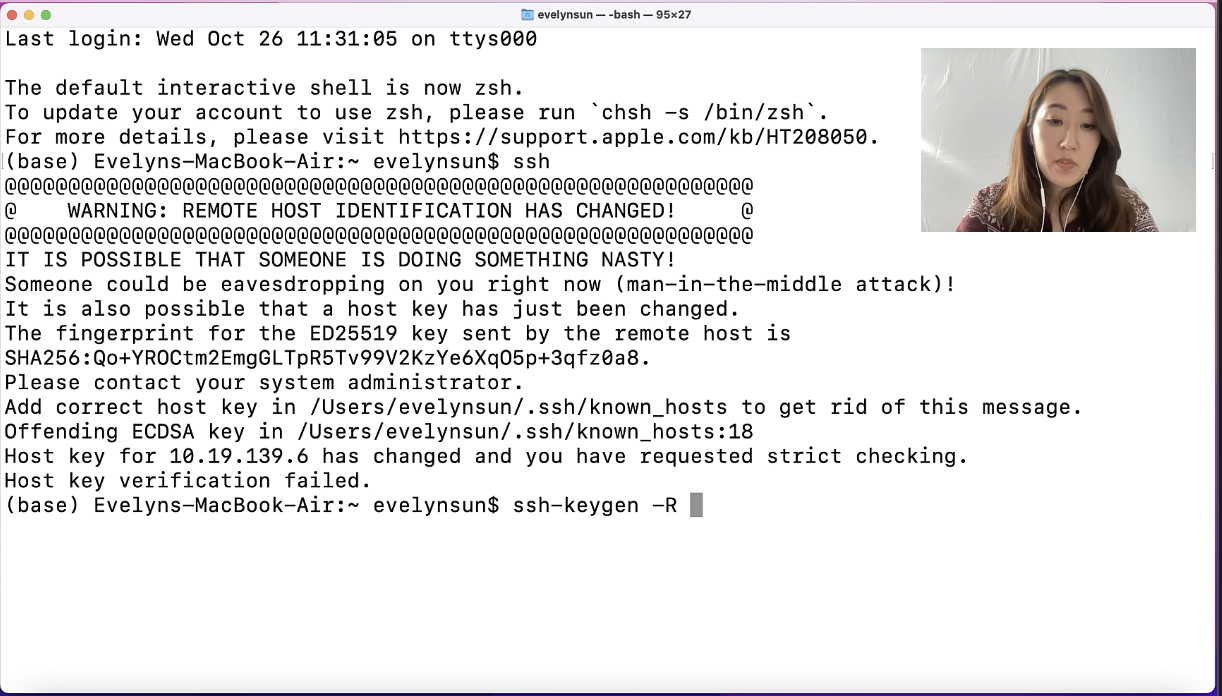 evelynsun — -bash — 95×27
Last login: Wed Oct 26 11:31:05 on ttys000
The default interactive shell is now zsh.
To update your account to use zsh, please run `chsh -s /bin/zsh`.
For more details, please visit https://support.apple.com/kb/HT208050.
(base) Evelyns-MacBook-Air:~ evelynsun$ ssh
@@@@@@@@@@@@@@@@@@@@@@@@@@@@@@@@@@@@@@@@@@@@@@@@@@@@@@@@@@@
@    WARNING: REMOTE HOST IDENTIFICATION HAS CHANGED!     @
@@@@@@@@@@@@@@@@@@@@@@@@@@@@@@@@@@@@@@@@@@@@@@@@@@@@@@@@@@@
IT IS POSSIBLE THAT SOMEONE IS DOING SOMETHING NASTY!
Someone could be eavesdropping on you right now (man-in-the-middle attack)!
It is also possible that a host key has just been changed.
The fingerprint for the ED25519 key sent by the remote host is
SHA256:Qo+YROCtm2EmgGLTpR5Tv99V2KzYe6XqO5p+3qfz0a8.
Please contact your system administrator.
Add correct host key in /Users/evelynsun/.ssh/known_hosts to get rid of this message.
Offending ECDSA key in /Users/evelynsun/.ssh/known_hosts:18
Host key for 10.19.139.6 has changed and you have requested strict checking.
Host key verification failed.
(base) Evelyns-MacBook-Air:~ evelynsun$ ssh-keygen -R